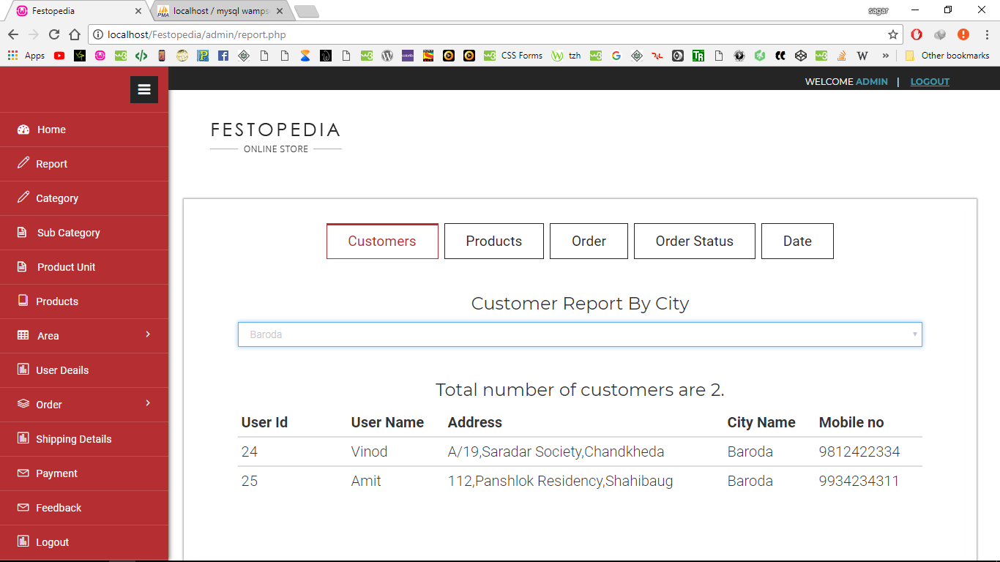 Festopedia
localhost / mysql wamps
sagar
localhost/Festopedia/admin/report.php
Apps
CSS Forms
tzh
Other bookmarks
WELCOME ADMIN | LOGOUT
Home
Report
Category
Sub Category
Product Unit
Products
Area
User Deails
Order
Shipping Details
Payment
Feedback
Logout
FESTOPEDIA
ONLINE STORE
Customers Products Order Order Status Date
Customer Report By City
Baroda
Total number of customers are 2.
User Id User Name Address City Name Mobile no
24 Vinod A/19,Saradar Society,Chandkheda Baroda 9812422334
25 Amit 112,Panshlok Residency,Shahibaug Baroda 9934234311